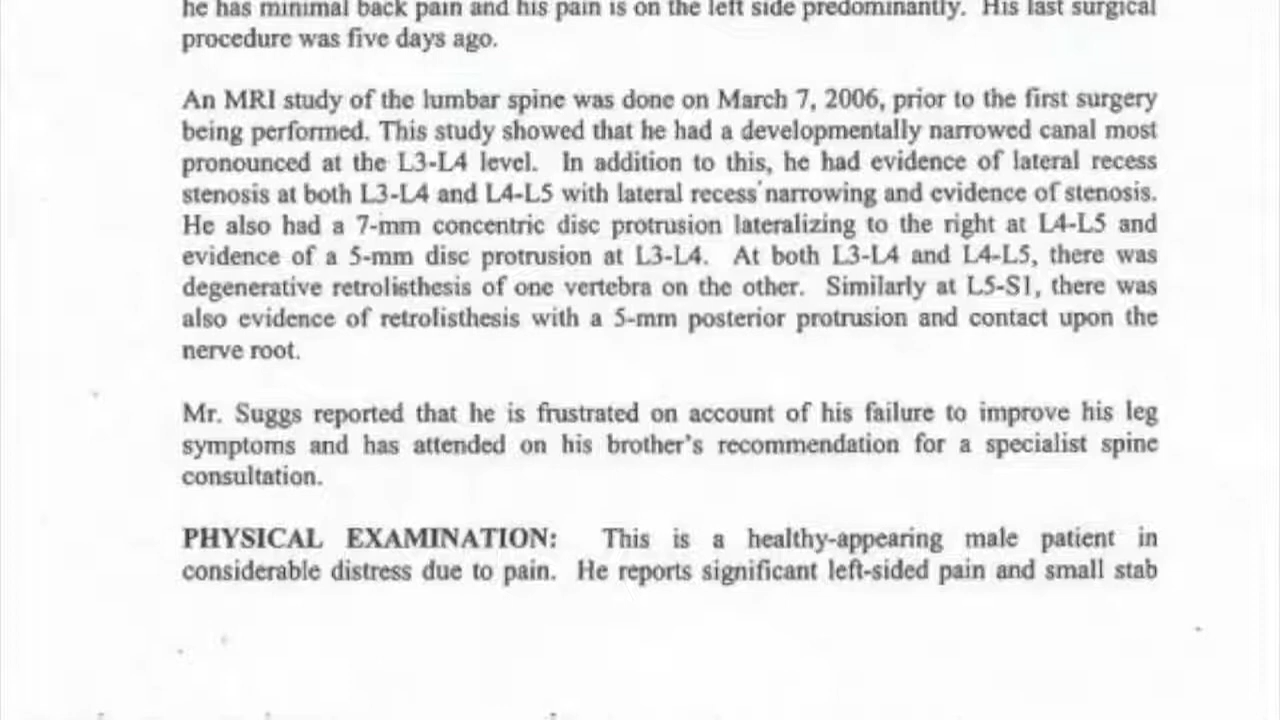 he has minimal back pain and his pain is on the left side predominantly. His last surgical
procedure was five days ago.
An MRI study of the lumbar spine was done on March 7, 2006, prior to the first surgery
being performed. This study showed that he had a developmentally narrowed canal most
pronounced at the L3-L4 level. In addition to this, he had evidence of lateral recess
stenosis at both L3-L4 and L4-L5 with lateral recess narrowing and evidence of stenosis.
He also had a 7-mm concentric disc protrusion lateralizing to the right at L4-L5 and
evidence of a 5-mm disc protrusion at L3-L4. At both L3-L4 and L4-L5, there was
degenerative retrolisthesis of one vertebra on the other. Similarly at L5-S1, there was
also evidence of retrolisthesis with a 5-mm posterior protrusion and contact upon the
nerve root.
Mr. Suggs reported that he is frustrated on account of his failure to improve his leg
symptoms and has attended on his brother's recommendation for a specialist spine
consultation.
PHYSICAL EXAMINATION: This is a healthy-appearing male patient in
considerable distress due to pain. He reports significant left-sided pain and small stab